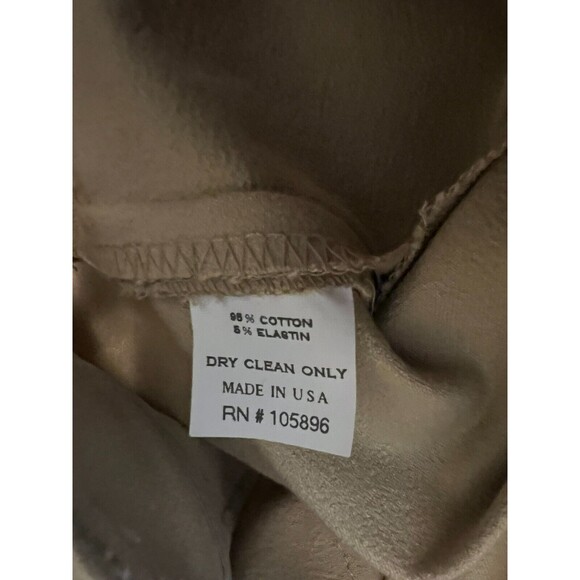 95% COTTON
5% ELASTIN
DRY CLEAN ONLY
MADE IN USA
RN # 105896